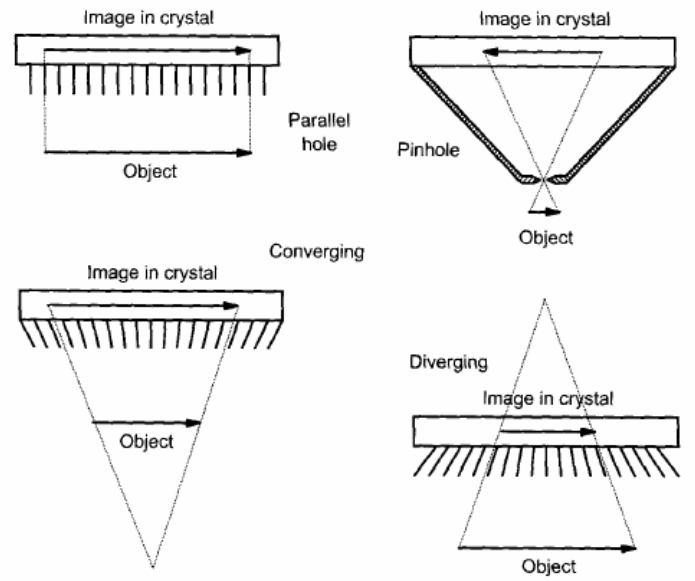 Image in crystal
Parallel
hole
Object
Image in crystal
Pinhole
Object
Converging
Image in crystal
Object
Diverging
Image in crystal
Object